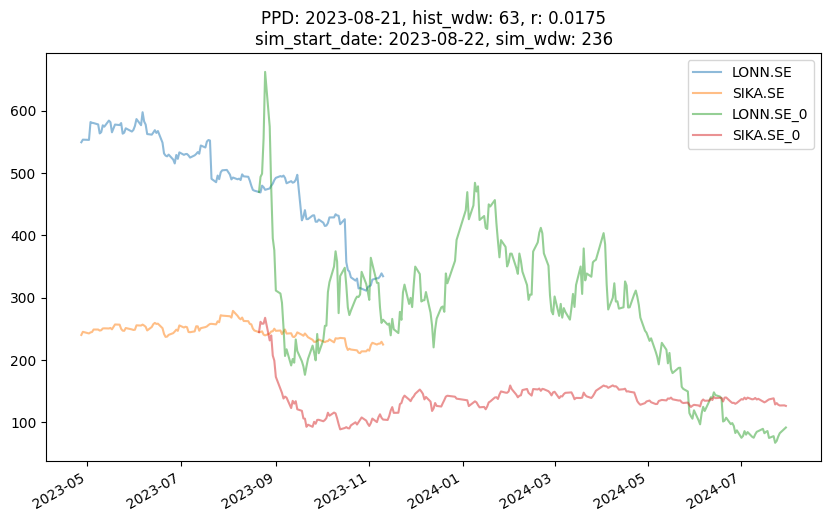 PPD: 2023-08-21, hist_wdw: 63, r: 0.0175
sim_start_date: 2023-08-22, sim_wdw: 236
LONN.SE
SIKA.SE
LONN.SE_0
SIKA.SE_0
600
500
400
300
200
100
2023-05
2023-07
2023-09
2023-11
2024-01
2024-03
2024-05
2024-07